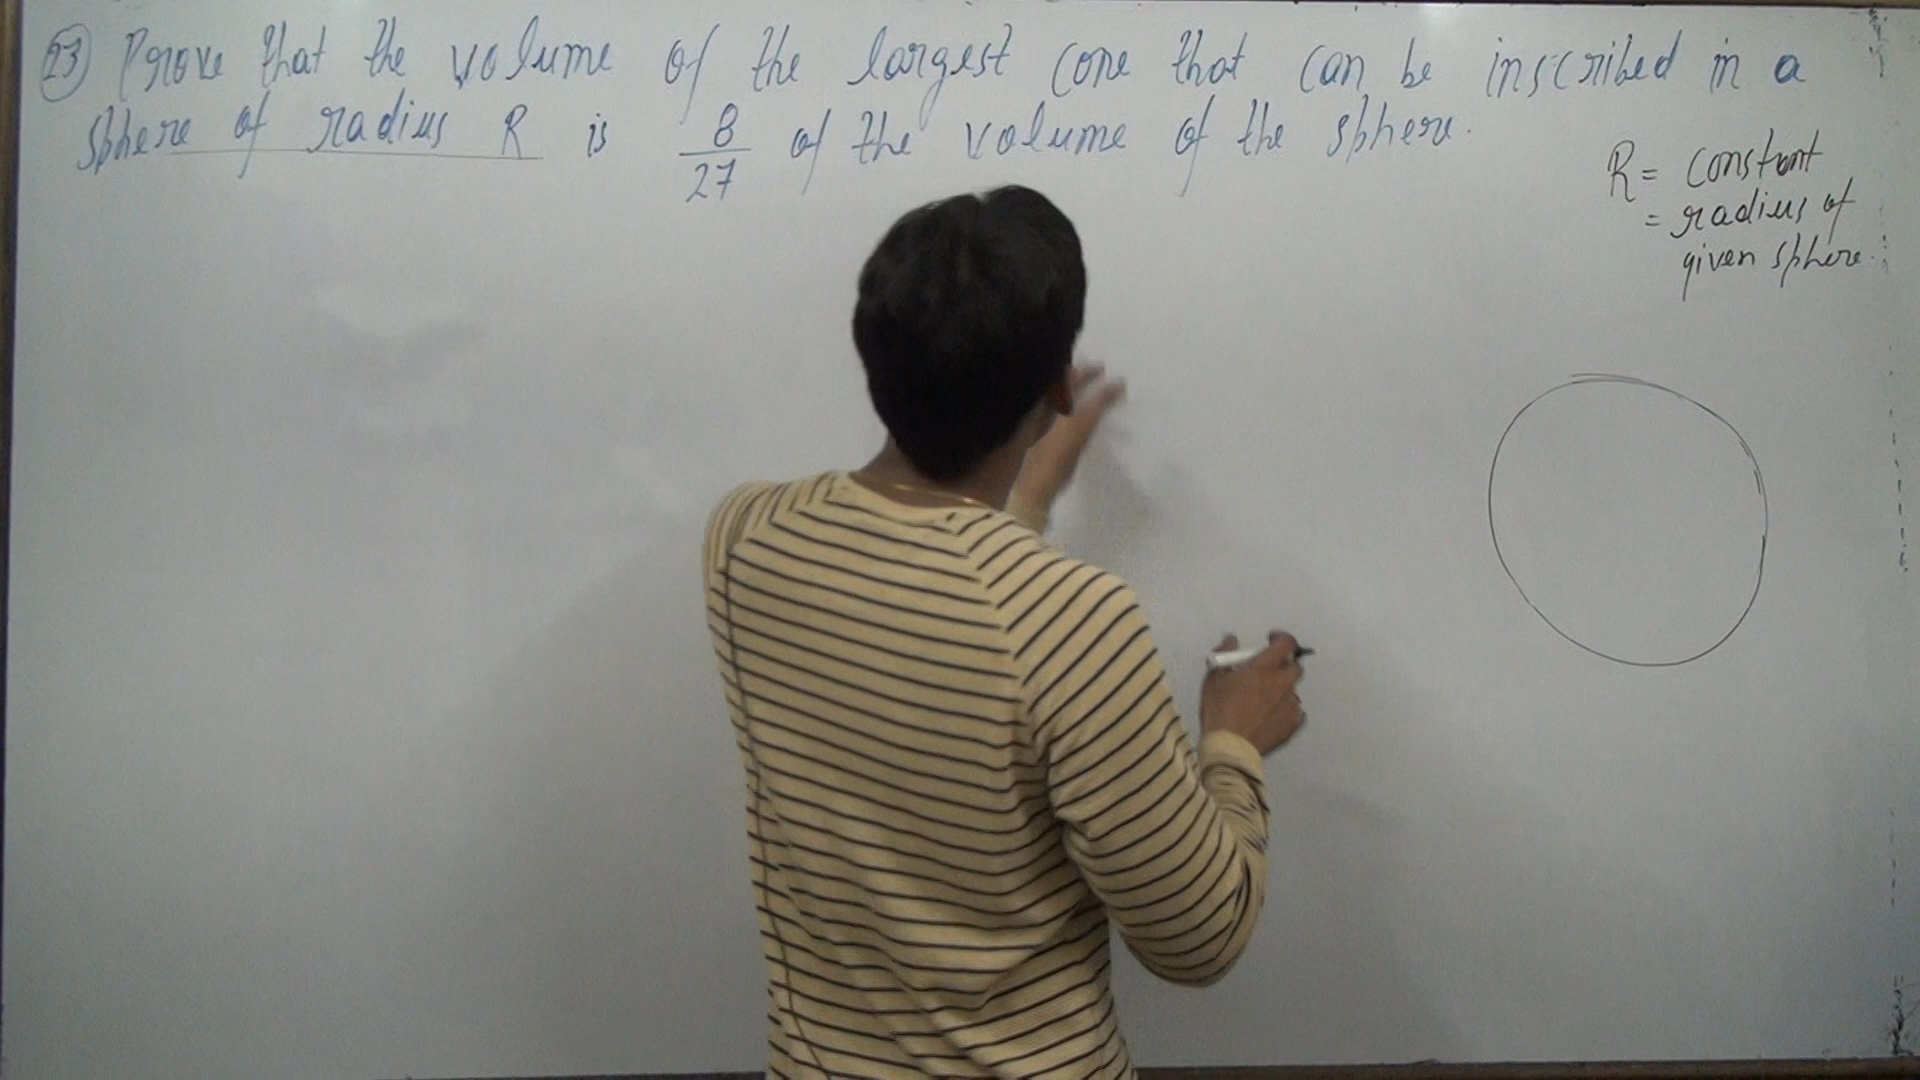 23 Prove that the volume of the largest cone that can be inscribed in a
sphere of radius R is 8/27 of the volume of the sphere.
R = constant
= radius of
given sphere.